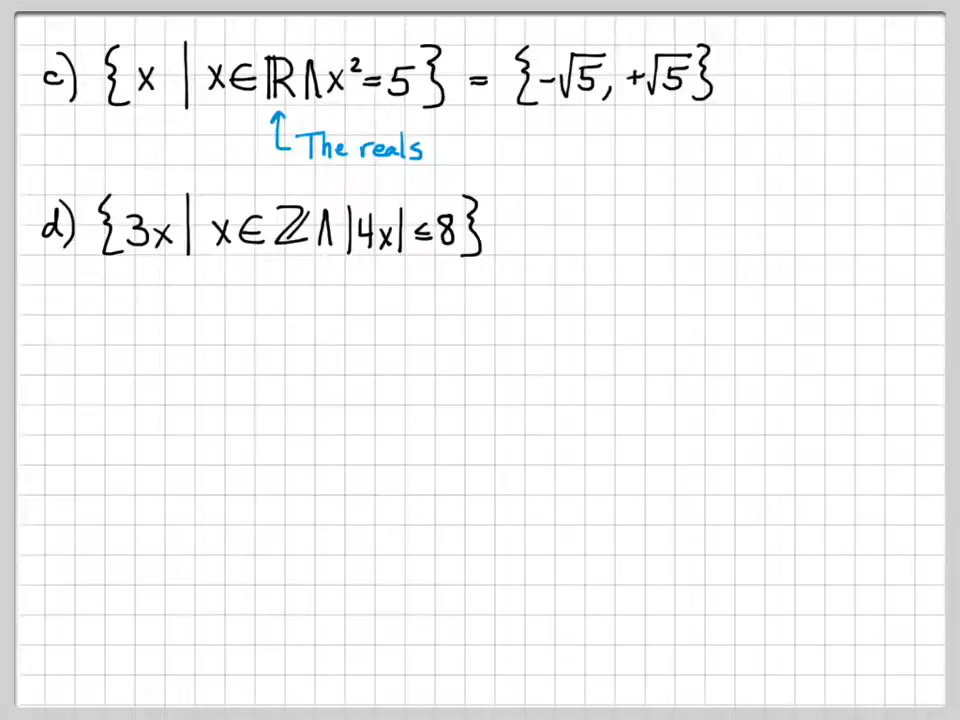 c) {x | x∈ℝ∧x²=5} = {-√5, +√5}
The reals
d) {3x | x∈ℤ∧|4x|≤8}